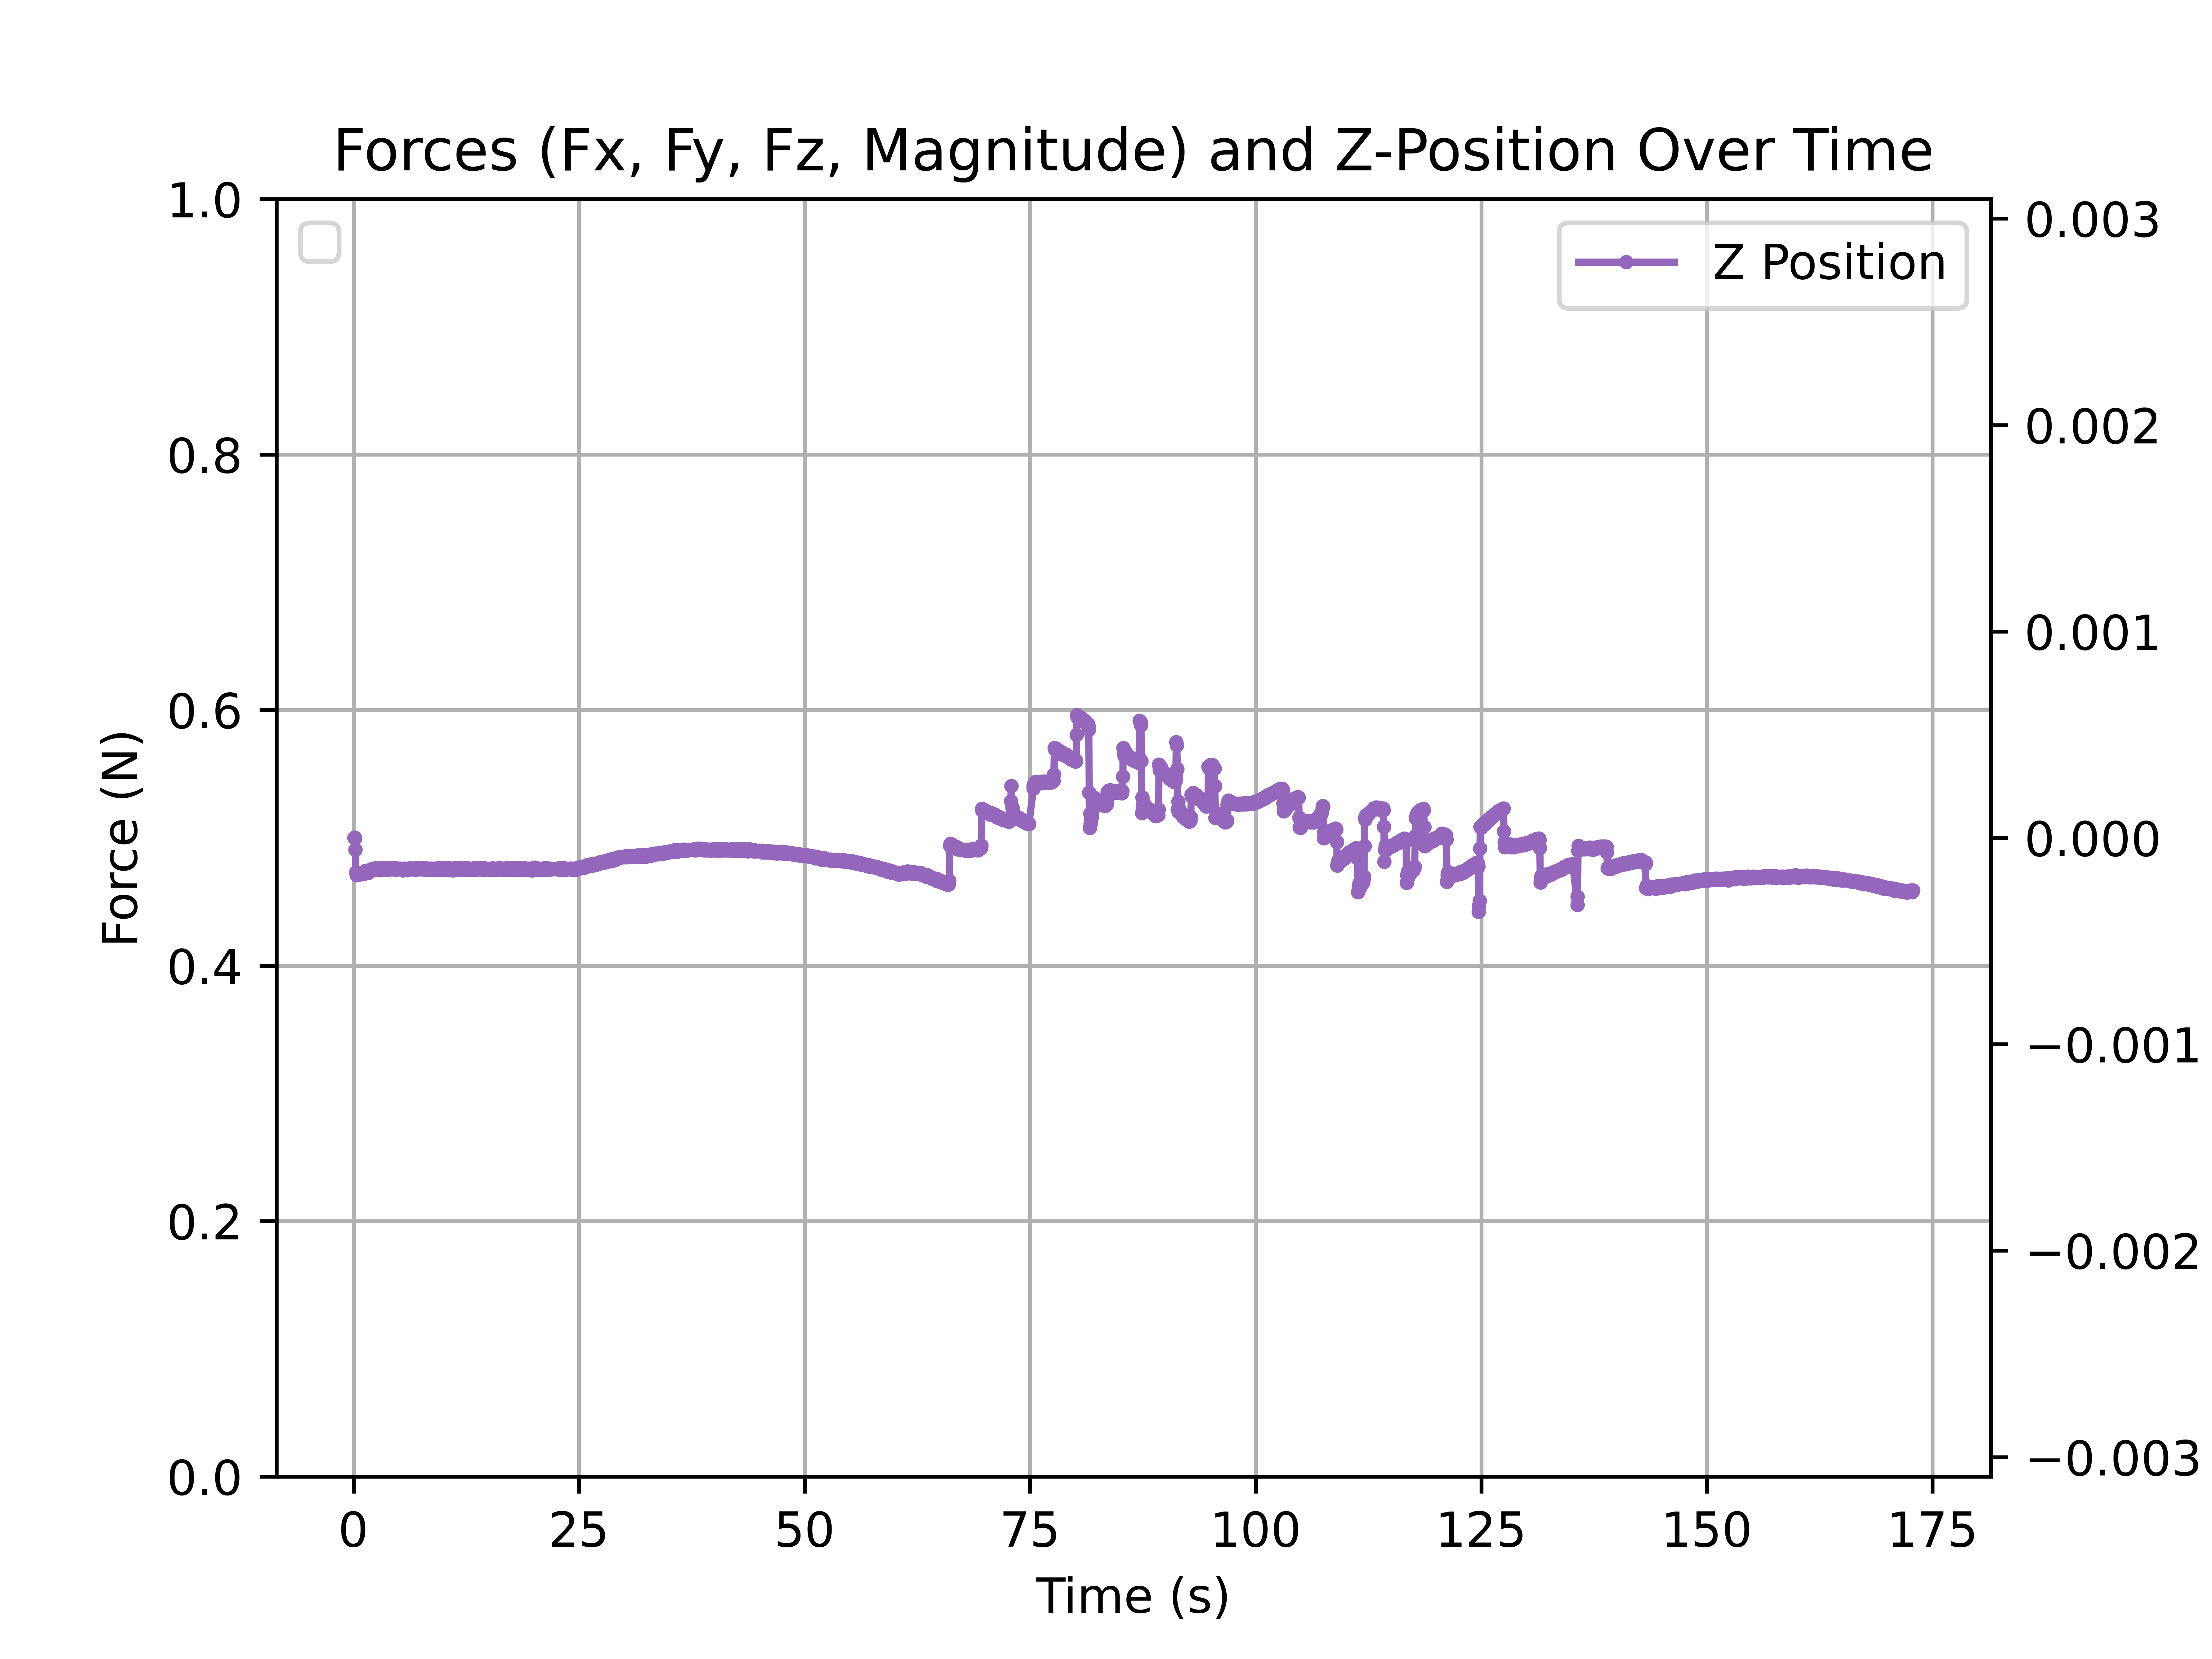 Forces (Fx, Fy, Fz, Magnitude) and Z-Position Over Time
Z Position
Force (N)
1.0
0.8
0.6
0.4
0.2
0.0
0.003
0.002
0.001
0.000
−0.001
−0.002
−0.003
0 25 50 75 100 125 150 175
Time (s)